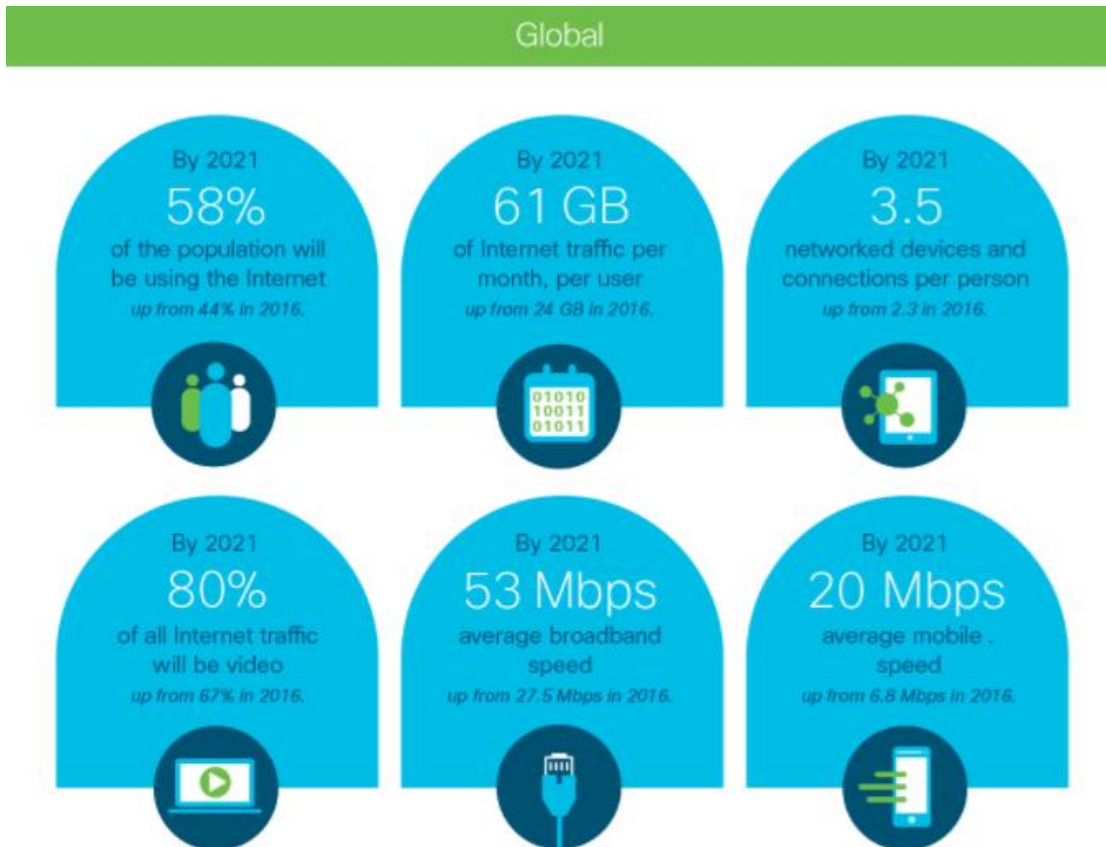 Global
By 2021
58%
of the population will
be using the Internet
up from 44% in 2016.
By 2021
61 GB
of Internet traffic per
month, per user
up from 24 GB in 2016.
01010
10011
01011
By 2021
3.5
networked devices and
connections per person
up from 2.3 in 2016.
By 2021
80%
of all Internet traffic
will be video
up from 67% in 2016.
By 2021
53 Mbps
average broadband
speed
up from 27.5 Mbps in 2016.
By 2021
20 Mbps
average mobile .
speed
up from 6.8 Mbps in 2016.